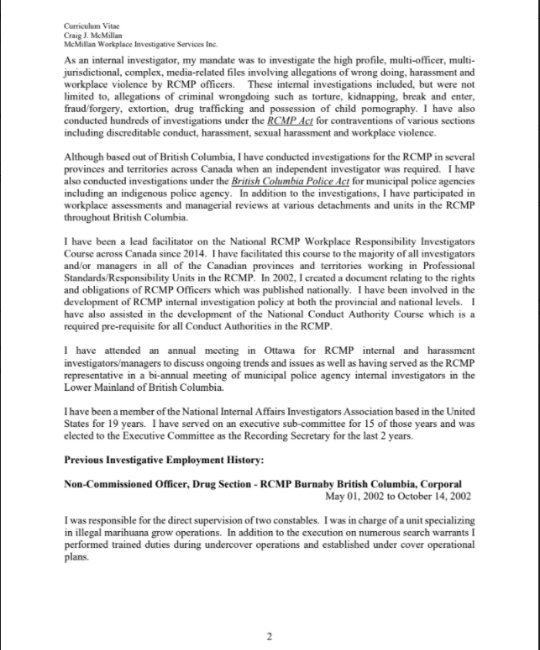 Curriculum Vitae
Craig J. McMillan
McMillan Workplace Investigative Services Inc.
As an internal investigator, my mandate was to investigate the high profile, multi-officer, multi-
jurisdictional, complex, media-related files involving allegations of wrong doing, harassment and
workplace violence by RCMP officers. These internal investigations included, but were not
limited to, allegations of criminal wrongdoing such as torture, kidnapping, break and enter,
fraud/forgery, extortion, drug trafficking and possession of child pornography. I have also
conducted hundreds of investigations under the RCMP Act for contraventions of various sections
including discreditable conduct, harassment, sexual harassment and workplace violence.
Although based out of British Columbia, I have conducted investigations for the RCMP in several
provinces and territories across Canada when an independent investigator was required. I have
also conducted investigations under the British Columbia Police Act for municipal police agencies
including an indigenous police agency. In addition to the investigations, I have participated in
workplace assessments and managerial reviews at various detachments and units in the RCMP
throughout British Columbia.
I have been a lead facilitator on the National RCMP Workplace Responsibility Investigators
Course across Canada since 2014. I have facilitated this course to the majority of all investigators
and/or managers in all of the Canadian provinces and territories working in Professional
Standards/Responsibility Units in the RCMP. In 2002, I created a document relating to the rights
and obligations of RCMP Officers which was published nationally. I have been involved in the
development of RCMP internal investigation policy at both the provincial and national levels. I
have also assisted in the development of the National Conduct Authority Course which is a
required pre-requisite for all Conduct Authorities in the RCMP.
I have attended an annual meeting in Ottawa for RCMP internal and harassment
investigators/managers to discuss ongoing trends and issues as well as having served as the RCMP
representative in a bi-annual meeting of municipal police agency internal investigators in the
Lower Mainland of British Columbia.
I have been a member of the National Internal Affairs Investigators Association based in the United
States for 19 years. I have served on an executive sub-committee for 15 of those years and was
elected to the Executive Committee as the Recording Secretary for the last 2 years.
Previous Investigative Employment History:
Non-Commissioned Officer, Drug Section - RCMP Burnaby British Columbia, Corporal
May 01, 2002 to October 14, 2002
I was responsible for the direct supervision of two constables. I was in charge of a unit specializing
in illegal marihuana grow operations. In addition to the execution on numerous search warrants I
performed trained duties during undercover operations and established under cover operational
plans.
2